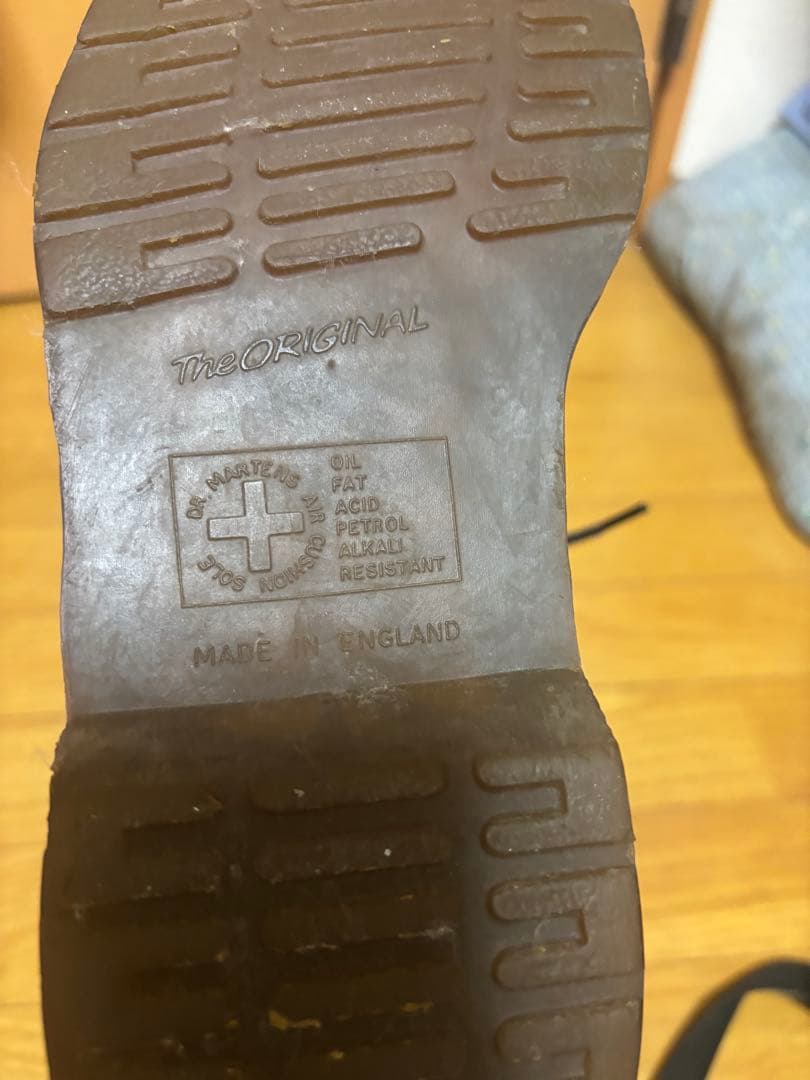 The ORIGINAL
DR MARTENS AIR CUSHION SOLE
OIL
FAT
ACID
PETROL
ALKALI
RESISTANT
MADE IN ENGLAND